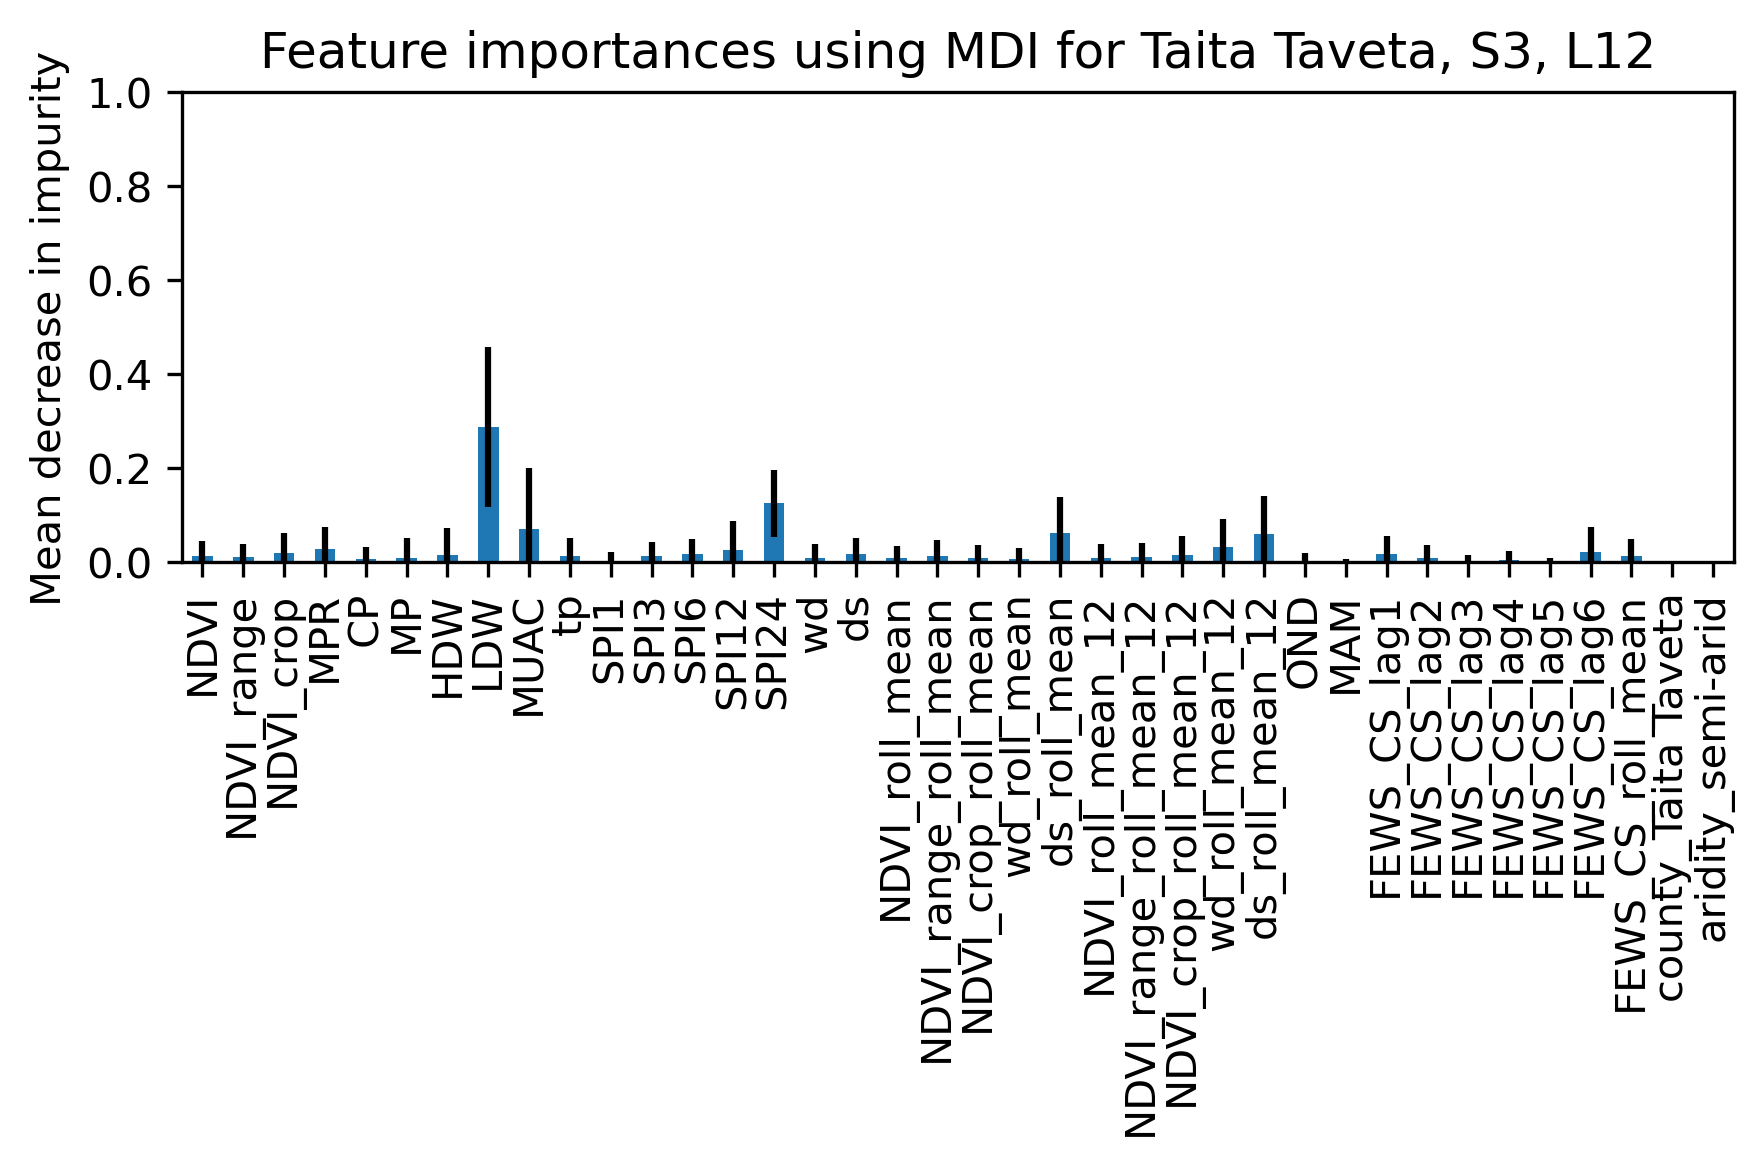 Feature importances using MDI for Taita Taveta, S3, L12
Mean decrease in impurity
1.0
0.8
0.6
0.4
0.2
0.0
NDVI
NDVI_range
NDVI_crop
MPR
CP
MP
HDW
LDW
MUAC
tp
SPI1
SPI3
SPI6
SPI12
SPI24
wd
ds
NDVI_roll_mean
NDVI_range_roll_mean
NDVI_crop_roll_mean
wd_roll_mean
ds_roll_mean
NDVI_roll_mean_12
NDVI_range_roll_mean_12
NDVI_crop_roll_mean_12
wd_roll_mean_12
ds_roll_mean_12
OND
MAM
FEWS_CS_lag1
FEWS_CS_lag2
FEWS_CS_lag3
FEWS_CS_lag4
FEWS_CS_lag5
FEWS_CS_lag6
FEWS_CS_roll_mean
county_Taita Taveta
aridity_semi-arid